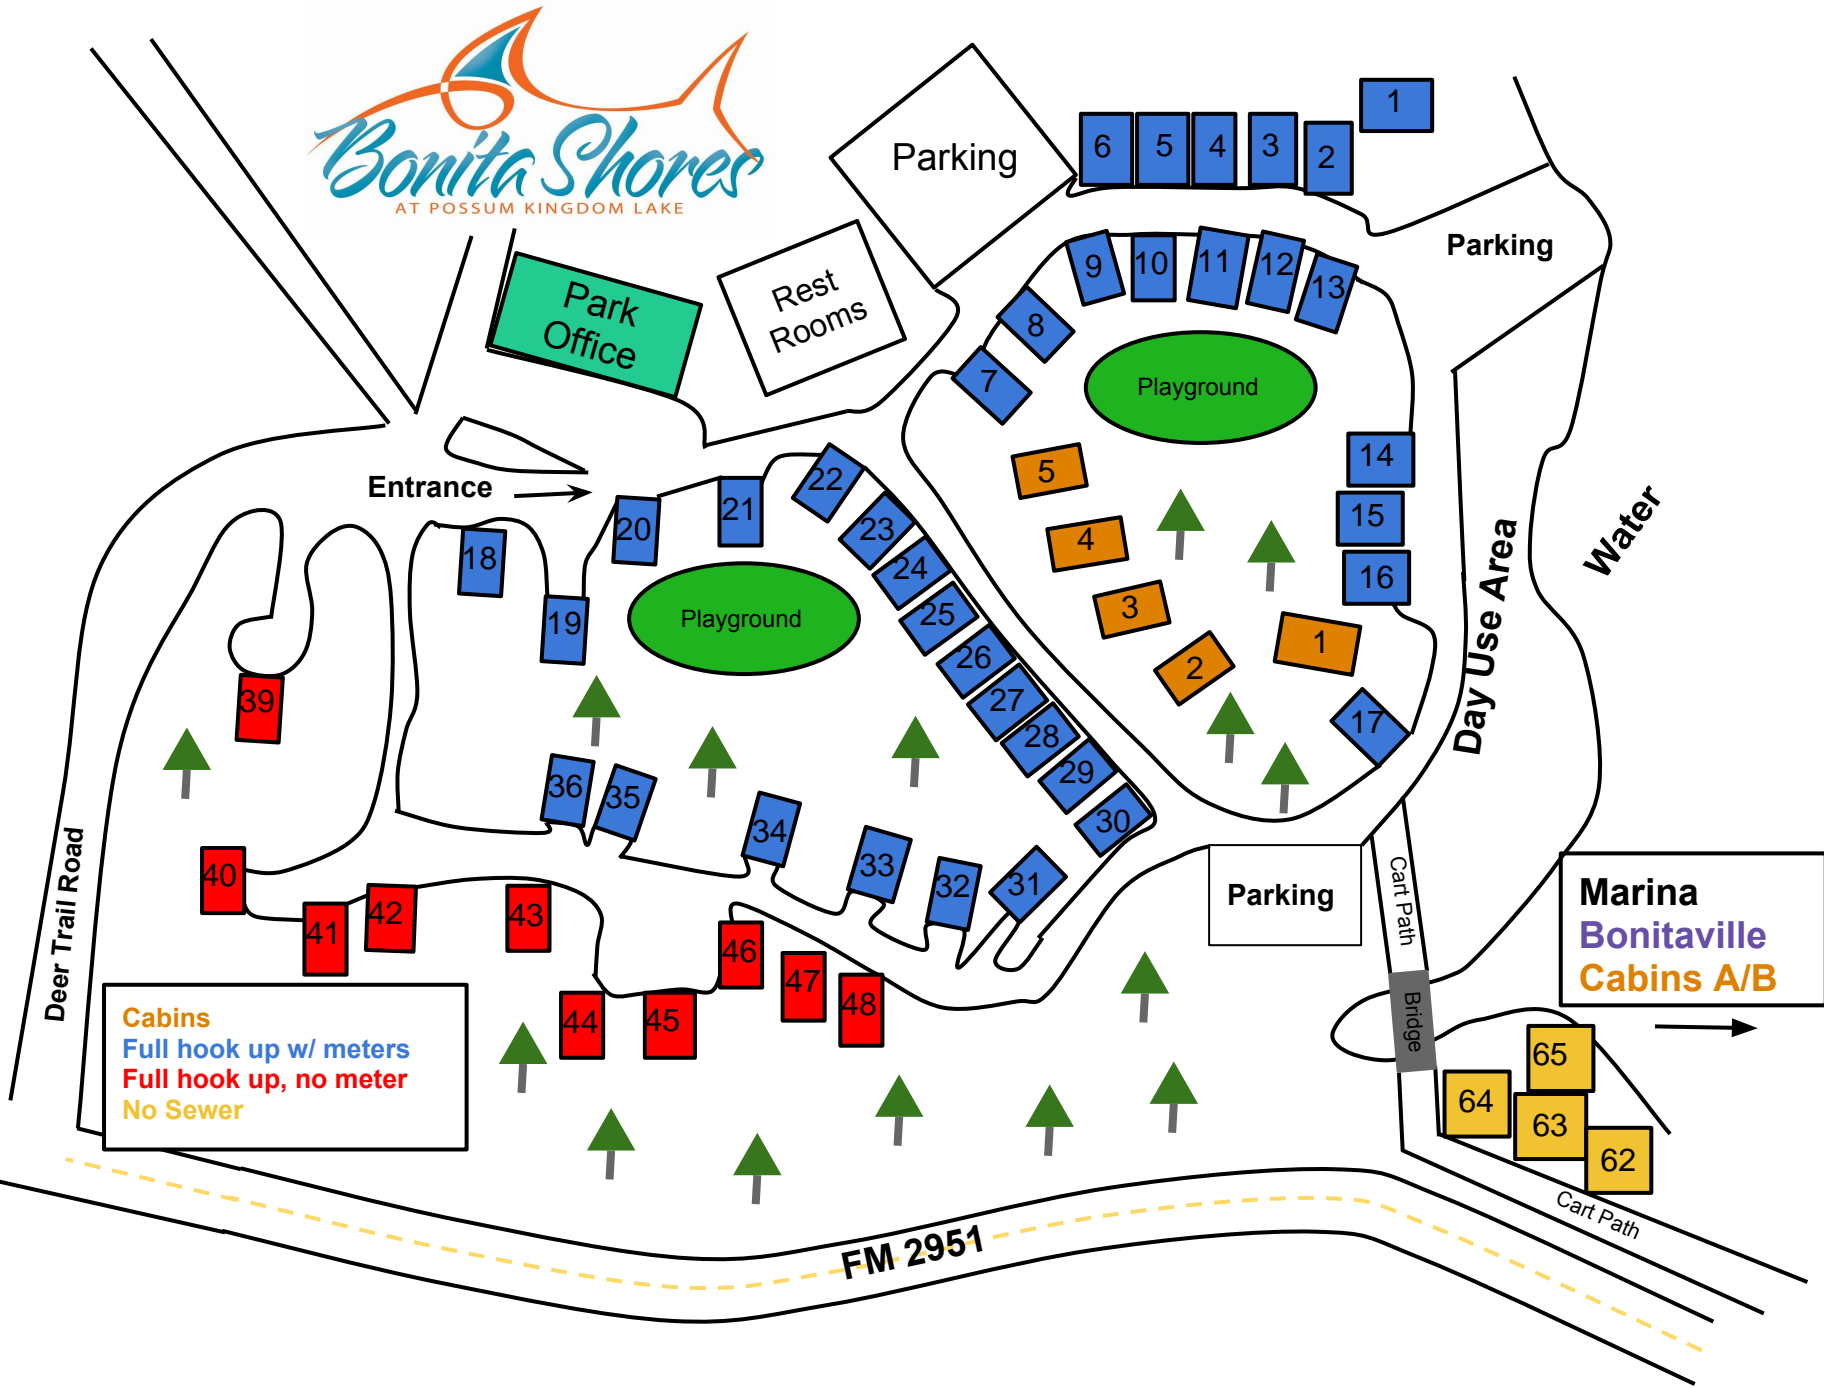 Bonita Shores
AT POSSUM KINGDOM LAKE
Parking
6
5
4
3
2
1
Parking
Park
Office
Rest
Rooms
9
10
11
12
13
8
7
Playground
5
4
3
2
1
14
15
16
17
Day Use Area
Water
Entrance
18
19
20
21
22
23
24
25
26
27
28
29
30
Playground
39
36
35
34
33
32
31
40
41
42
43
44
45
46
47
48
Deer Trail Road
Parking
Cart Path
Bridge
Marina
Bonitaville
Cabins A/B
65
64
63
62
Cart Path
Cabins
Full hook up w/ meters
Full hook up, no meter
No Sewer
FM 2951